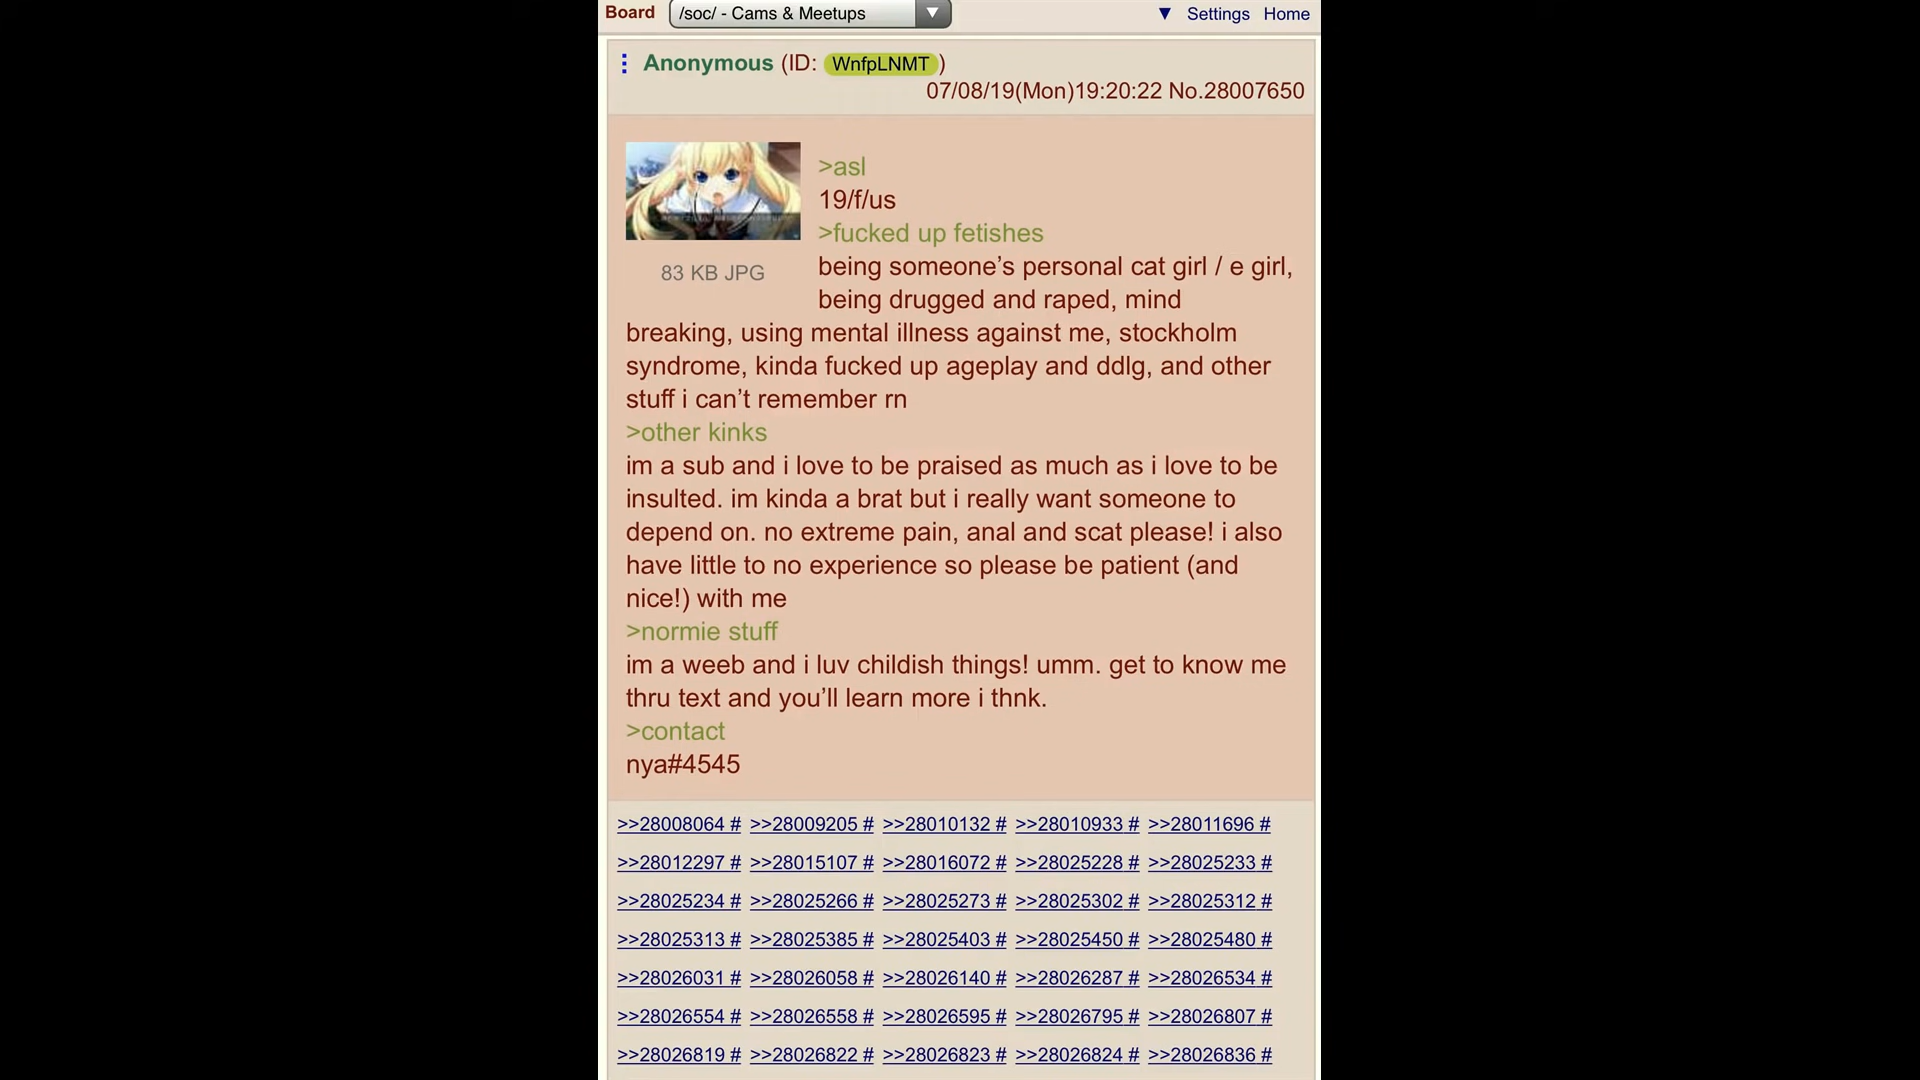 Board /soc/ - Cams & Meetups ▼ ▼ Settings Home
Anonymous (ID: WnfpLNMT)
07/08/19(Mon)19:20:22 No.28007650
83 KB JPG
>asl
19/f/us
>fucked up fetishes
being someone’s personal cat girl / e girl,
being drugged and raped, mind
breaking, using mental illness against me, stockholm
syndrome, kinda fucked up ageplay and ddlg, and other
stuff i can’t remember rn
>other kinks
im a sub and i love to be praised as much as i love to be
insulted. im kinda a brat but i really want someone to
depend on. no extreme pain, anal and scat please! i also
have little to no experience so please be patient (and
nice!) with me
>normie stuff
im a weeb and i luv childish things! umm. get to know me
thru text and you’ll learn more i thnk.
>contact
nya#4545
>>28008064 # >>28009205 # >>28010132 # >>28010933 # >>28011696 #
>>28012297 # >>28015107 # >>28016072 # >>28025228 # >>28025233 #
>>28025234 # >>28025266 # >>28025273 # >>28025302 # >>28025312 #
>>28025313 # >>28025385 # >>28025403 # >>28025450 # >>28025480 #
>>28026031 # >>28026058 # >>28026140 # >>28026287 # >>28026534 #
>>28026554 # >>28026558 # >>28026595 # >>28026795 # >>28026807 #
>>28026819 # >>28026822 # >>28026823 # >>28026824 # >>28026836 #